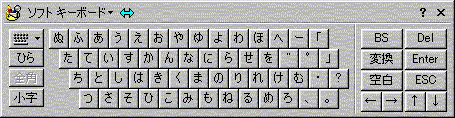 ソフト キーボード ? ×
ぬ ふ あ う え お や ゆ よ わ ほ へ ー 「 BS Del
ひら た て い す か ん な に ら せ を ゛ ゜ 」 変換 Enter
全角 ち と し は き く ま の り れ け む ・ ? 空白 ESC
小字 つ さ そ ひ こ み も ね る め ろ 、 。 ← → ↑ ↓